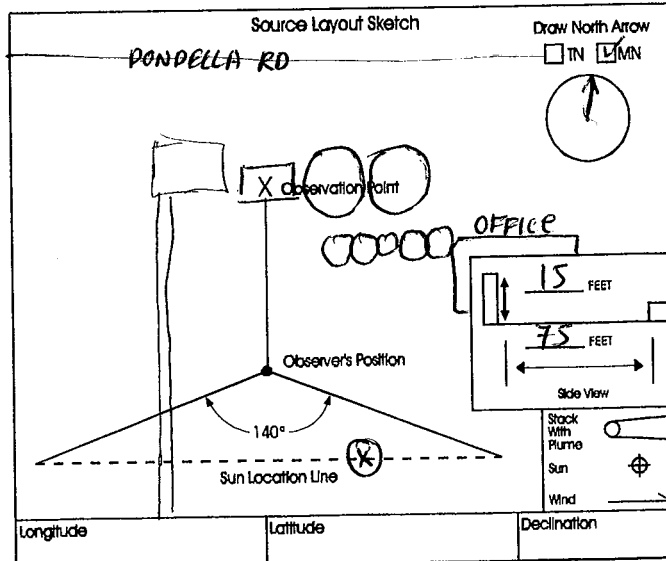 Source Layout Sketch
Draw North Arrow
TN MN
PONDELLA RD
X Observation Point
OFFICE
15 FEET
75 FEET
Side View
Observer's Position
140°
Sun Location Line
X
Stack
With
Plume
Sun
Wind
Longitude
Latitude
Declination